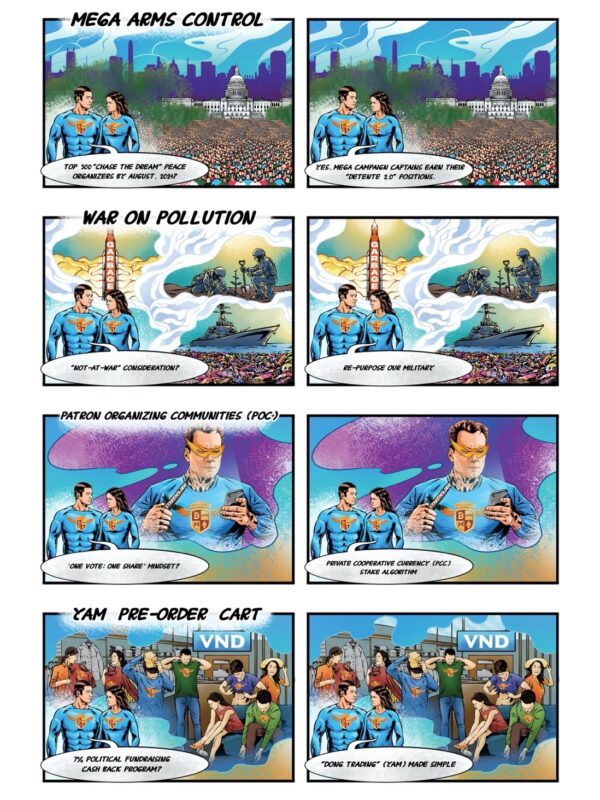 MEGA ARMS CONTROL
TOP 300 "CHASE THE DREAM" PEACE
ORGANIZERS BY AUGUST, 2024?
YES. MEGA CAMPAIGN CAPTAINS EARN THEIR
"DETENTE 2.0" POSITIONS.
WAR ON POLLUTION
GARBAGE
"NOT-AT-WAR" CONSIDERATION?
GARBAGE
RE-PURPOSE OUR MILITARY
PATRON ORGANIZING COMMUNITIES (POC:)
"ONE VOTE: ONE SHARE" MINDSET?
PRIVATE COOPERATIVE CURRENCY (PCC)
STAKE ALGORITHM
YAM PRE-ORDER CART
VND
7% POLITICAL FUNDRAISING
CASH BACK PROGRAM?
VND
"DONG TRADING" (YAM) MADE SIMPLE